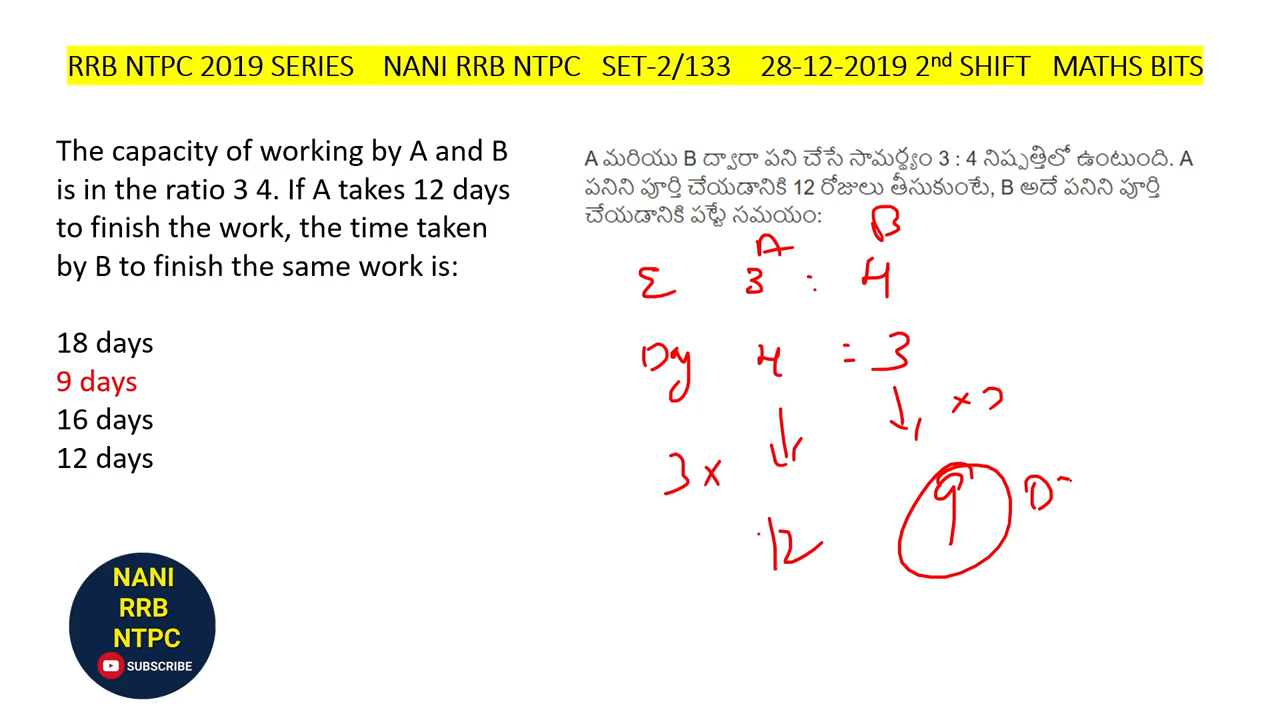 RRB NTPC 2019 SERIES NANI RRB NTPC SET-2/133 28-12-2019 2nd SHIFT MATHS BITS
The capacity of working by A and B
is in the ratio 3 4. If A takes 12 days
to finish the work, the time taken
by B to finish the same work is:
18 days
9 days
16 days
12 days
A మరియు B ద్వారా పని చేసే సామర్థ్యం 3 : 4 నిష్పత్తిలో ఉంటుంది. A
పనిని పూర్తి చేయడానికి 12 రోజులు తీసుకుంటే, B అదే పనిని పూర్తి
చేయడానికి పట్టే సమయం:
A B
E 3 : 4
Day 4 = 3
3 x
12 9
NANI
RRB
NTPC
SUBSCRIBE